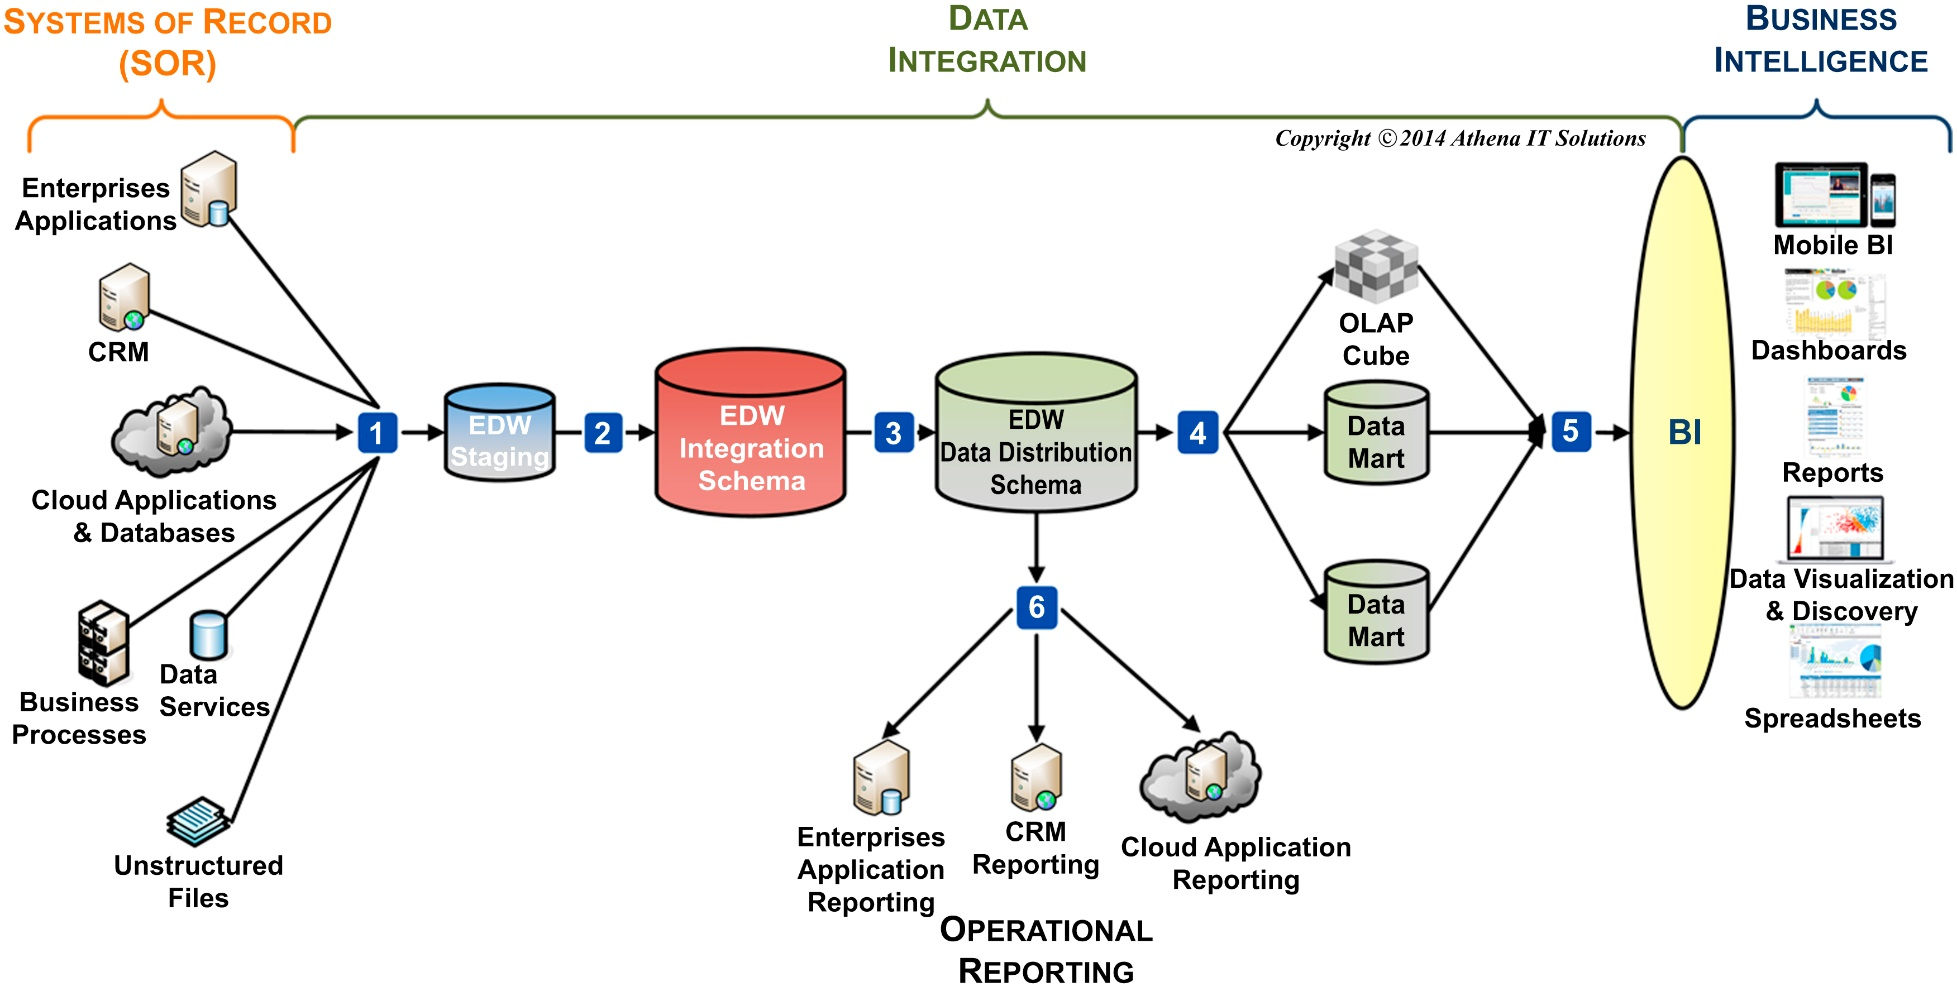 SYSTEMS OF RECORD
(SOR)
DATA
INTEGRATION
BUSINESS
INTELLIGENCE
Copyright ©2014 Athena IT Solutions
Enterprises
Applications
CRM
Cloud Applications
& Databases
Business
Processes
Data
Services
Unstructured
Files
1
EDW
Staging
2
EDW
Integration
Schema
3
EDW
Data Distribution
Schema
4
OLAP
Cube
Data
Mart
Data
Mart
5
BI
6
Enterprises
Application
Reporting
CRM
Reporting
Cloud Application
Reporting
OPERATIONAL
REPORTING
Mobile BI
Dashboards
Reports
Data Visualization
& Discovery
Spreadsheets